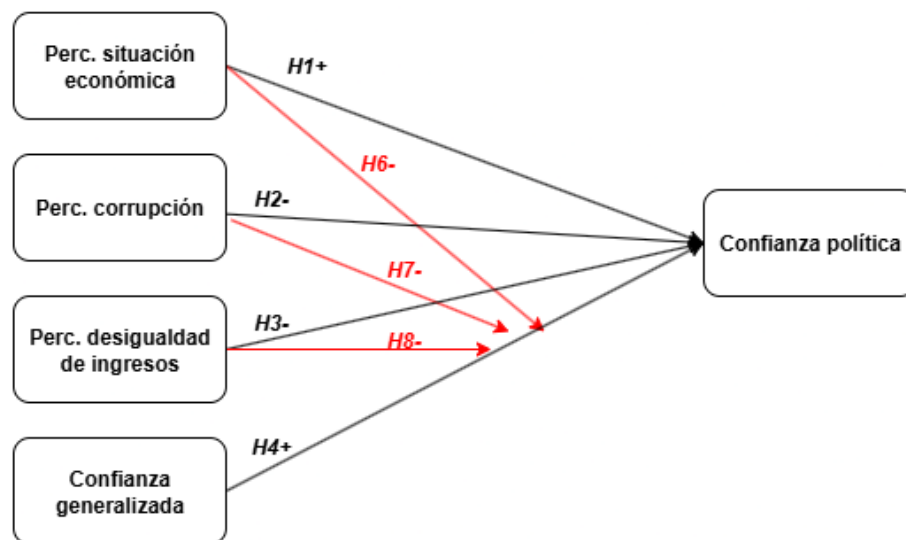 Perc. situación
económica
H1+
H6-
Perc. corrupción
H2-
H7-
Confianza política
Perc. desigualdad
de ingresos
H3-
H8-
H4+
Confianza
generalizada